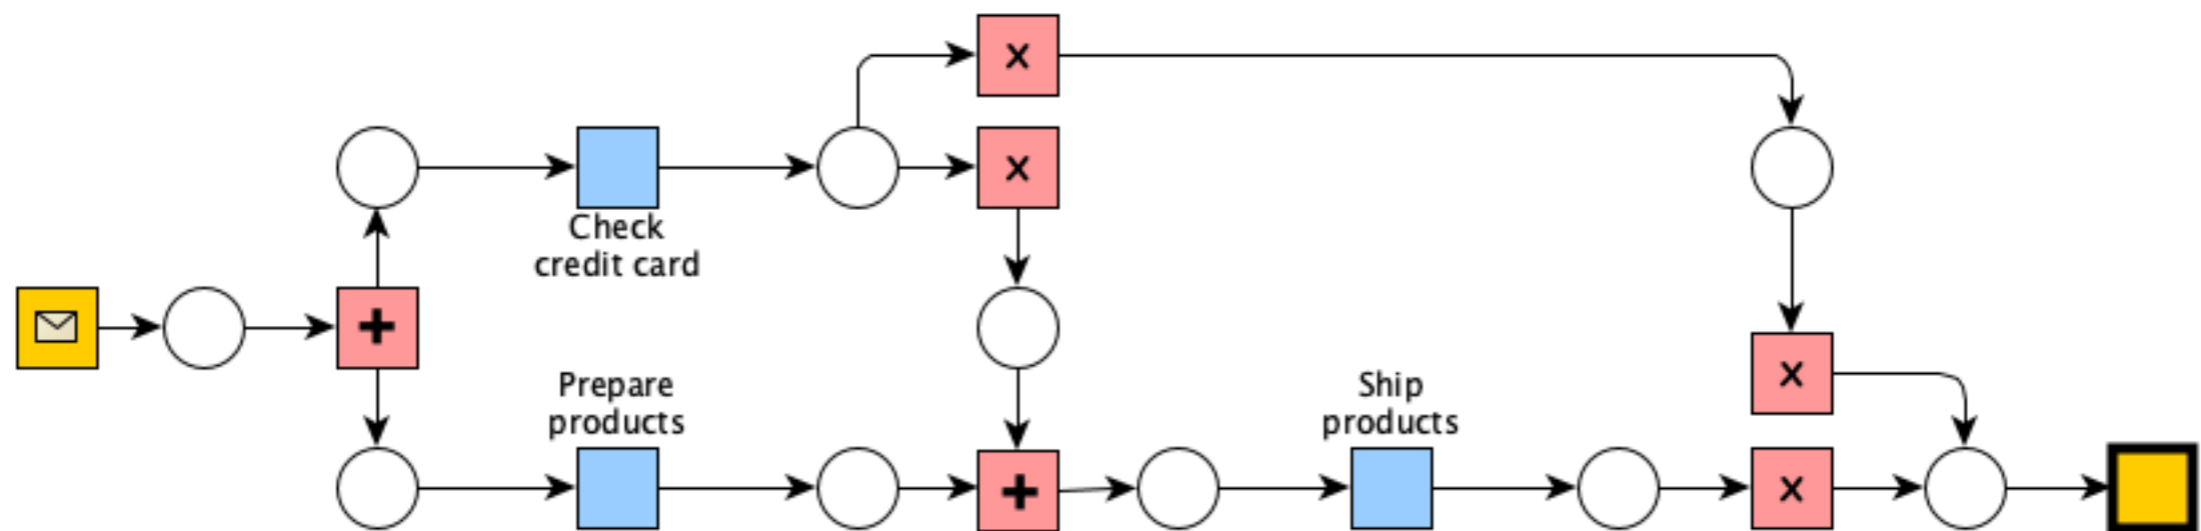 x
x
Check
credit card
+
x
Prepare
products
Ship
products
+
x